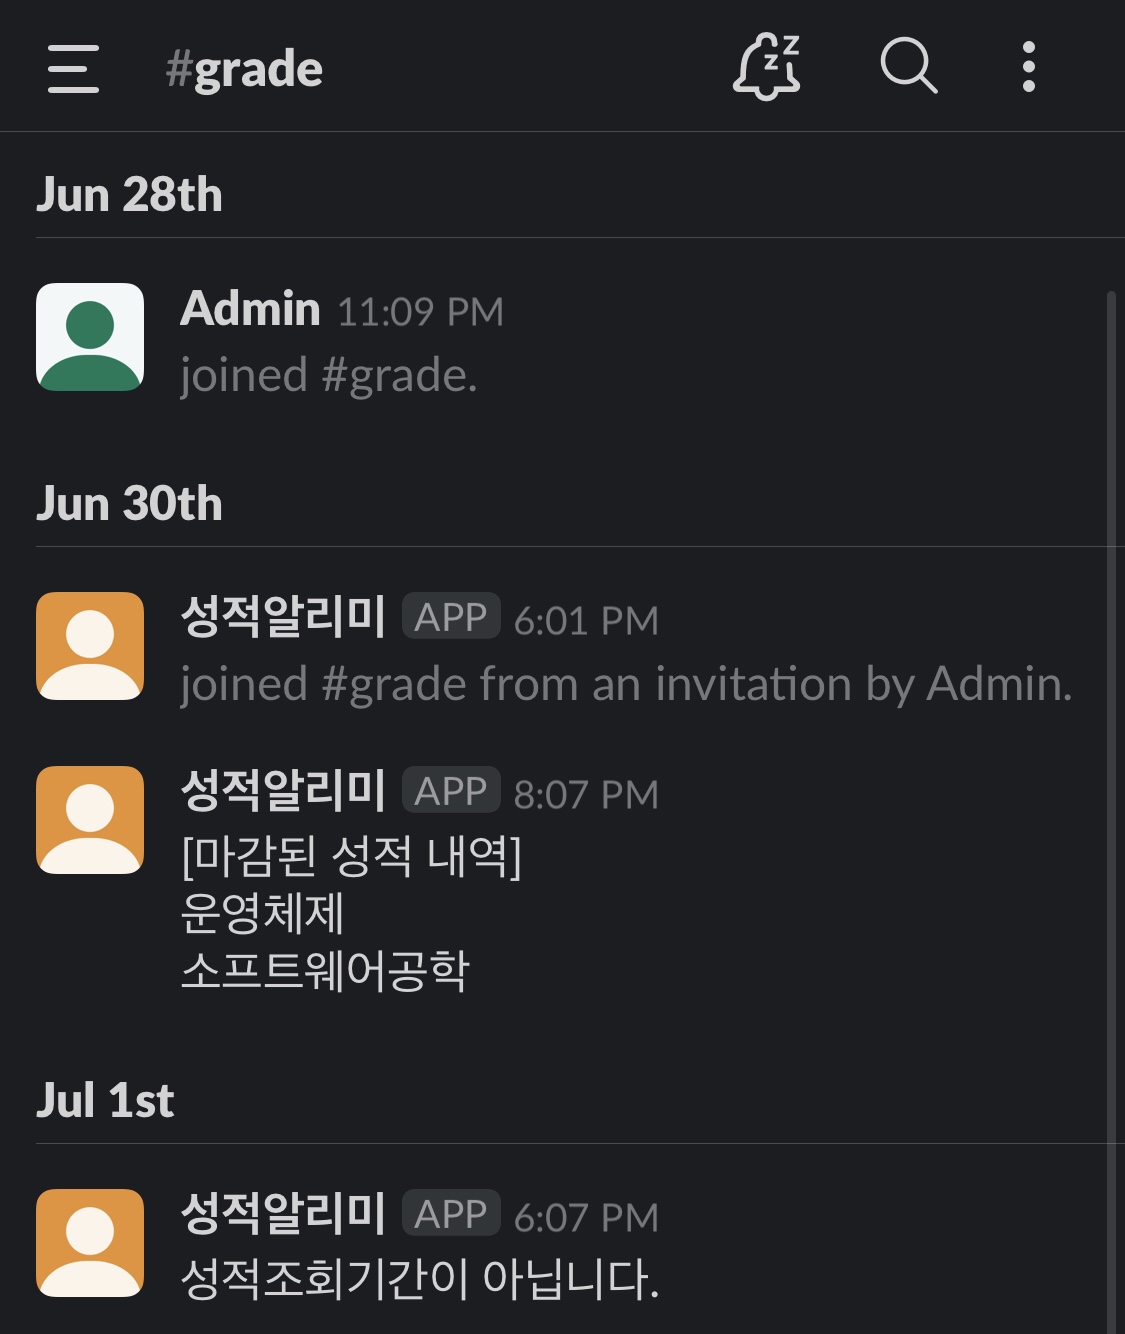 #grade
Jun 28th
Admin 11:09 PM
joined #grade.
Jun 30th
성적알리미 APP 6:01 PM
joined #grade from an invitation by Admin.
성적알리미 APP 8:07 PM
[마감된 성적 내역]
운영체제
소프트웨어공학
Jul 1st
성적알리미 APP 6:07 PM
성적조회기간이 아닙니다.